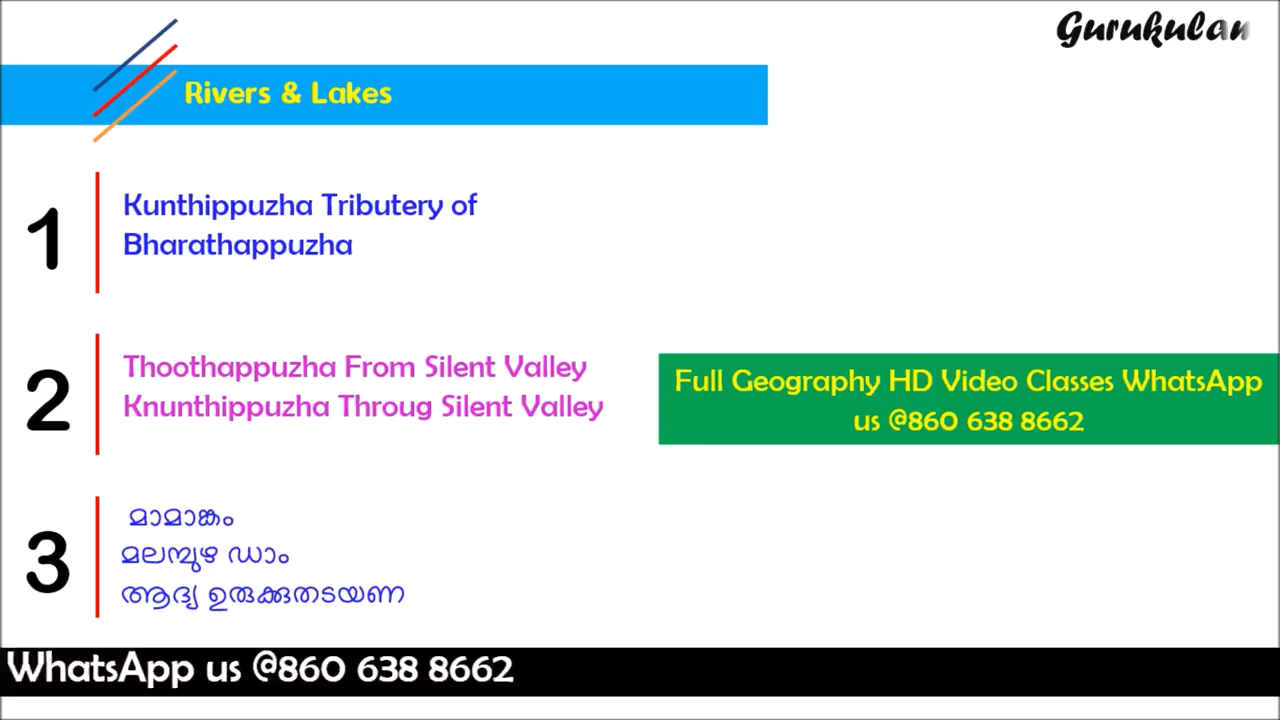 Gurukulam
Rivers & Lakes
1
Kunthippuzha Tributery of
Bharathappuzha
2
Thoothappuzha From Silent Valley
Knunthippuzha Throug Silent Valley
Full Geography HD Video Classes WhatsApp
us @860 638 8662
3
മാമാങ്കം
മലമ്പുഴ ഡാം
ആദ്യ ഉരുക്കുതടയണ
WhatsApp us @860 638 8662